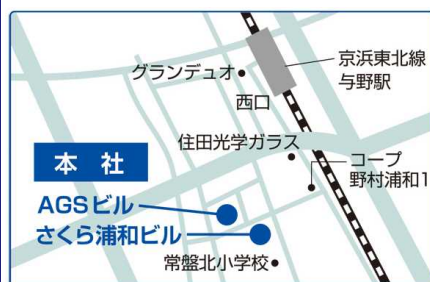 京浜東北線
与野駅
グランデュオ
西口
住田光学ガラス
コープ
野村浦和1
本 社
AGSビル
さくら浦和ビル
常盤北小学校